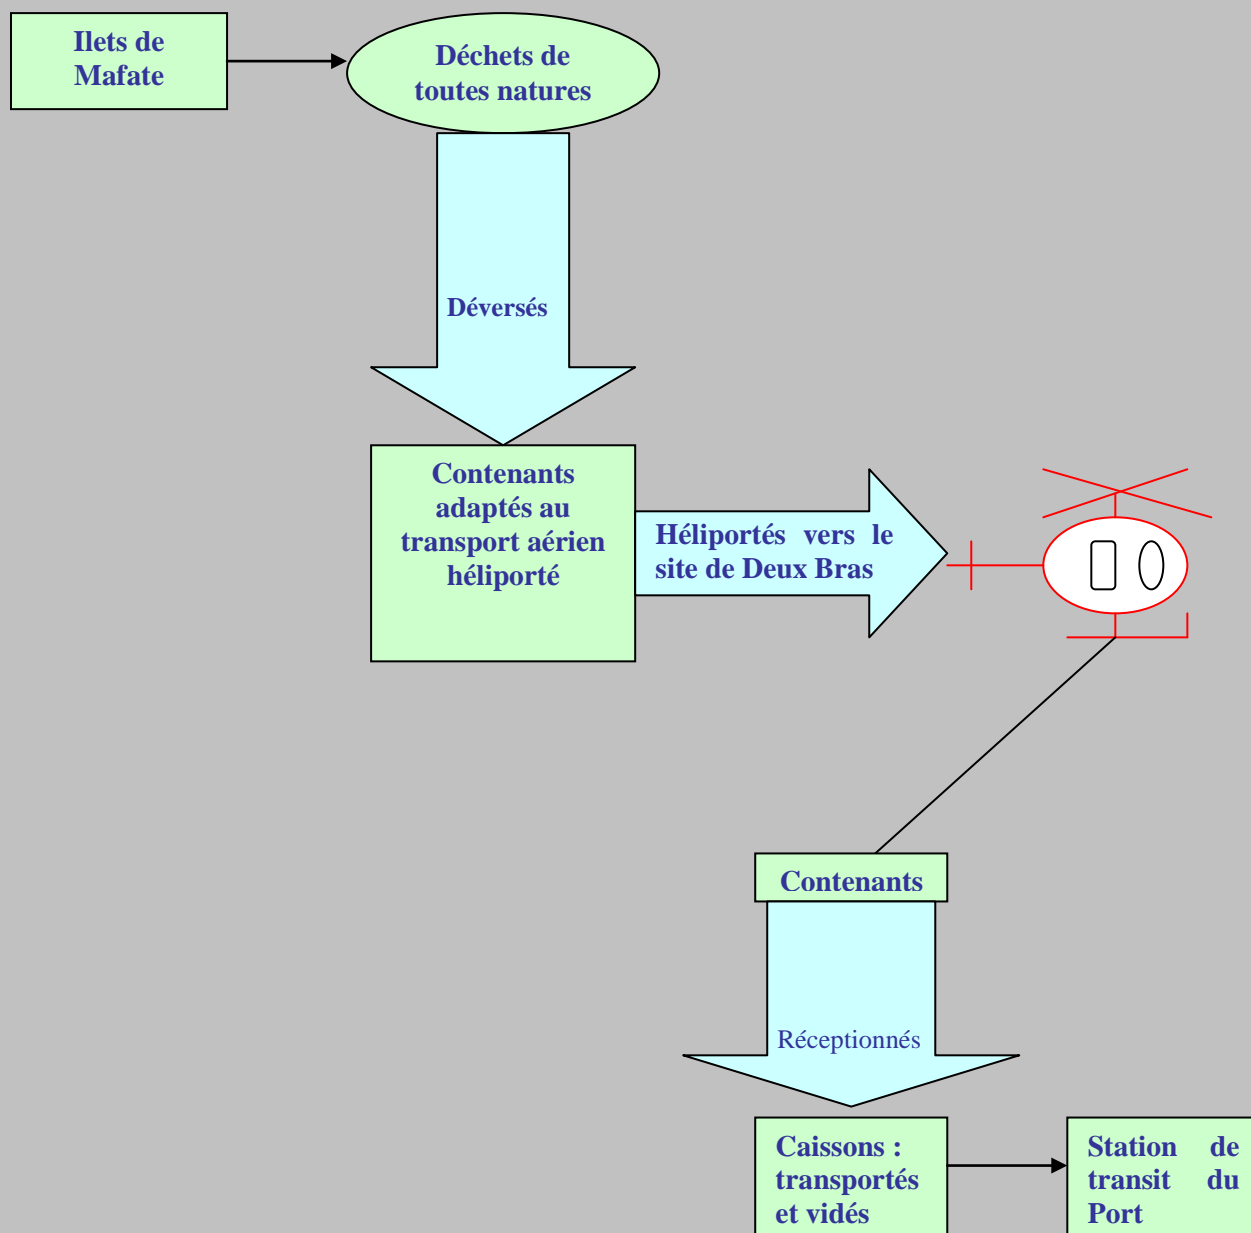 Ilets de
Mafate
Déchets de
toutes natures
Déversés
Contenants
adaptés au
transport aérien
héliporté
Héliportés vers le
site de Deux Bras
Contenants
Réceptionnés
Caissons :
transportés
et vidés
Station de
transit du
Port